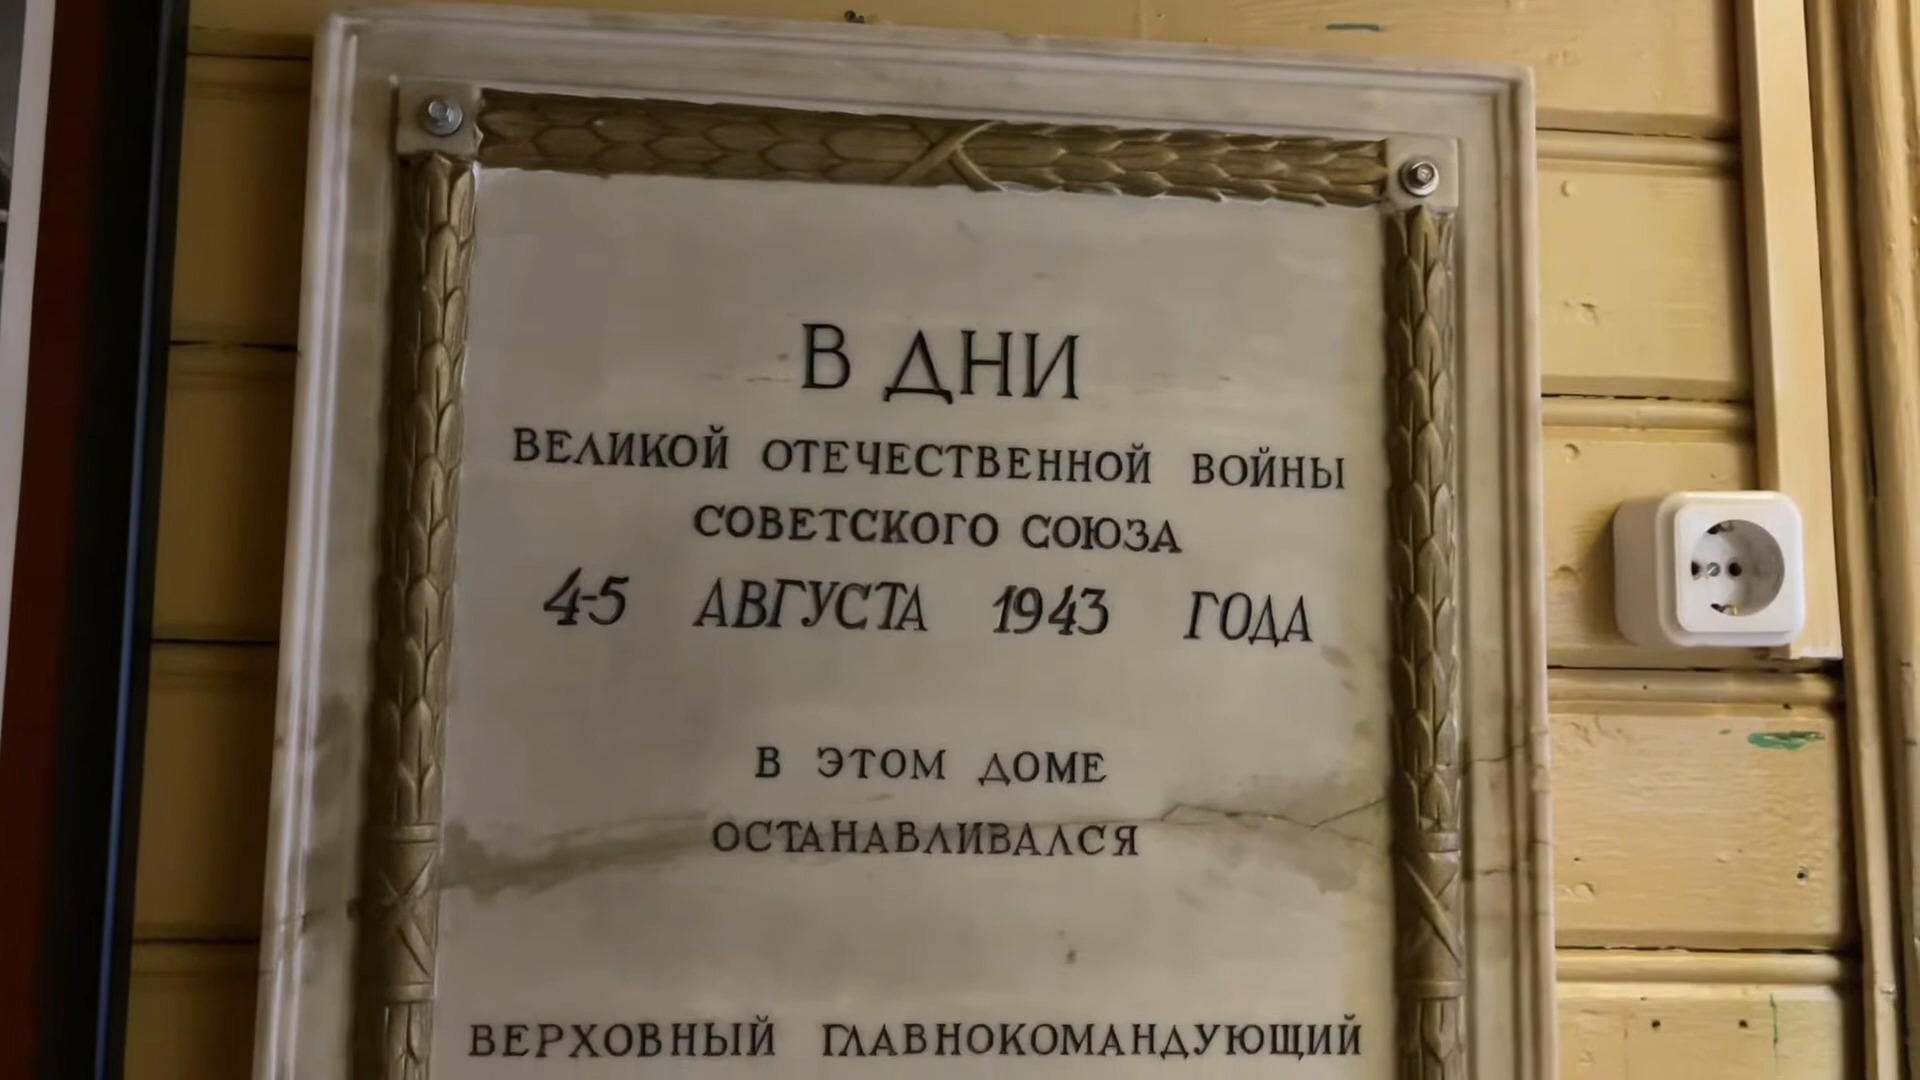 В ДНИ
ВЕЛИКОЙ ОТЕЧЕСТВЕННОЙ ВОЙНЫ
СОВЕТСКОГО СОЮЗА
4-5 АВГУСТА 1943 ГОДА
В ЭТОМ ДОМЕ
ОСТАНАВЛИВАЛСЯ
ВЕРХОВНЫЙ ГЛАВНОКОМАНДУЮЩИЙ